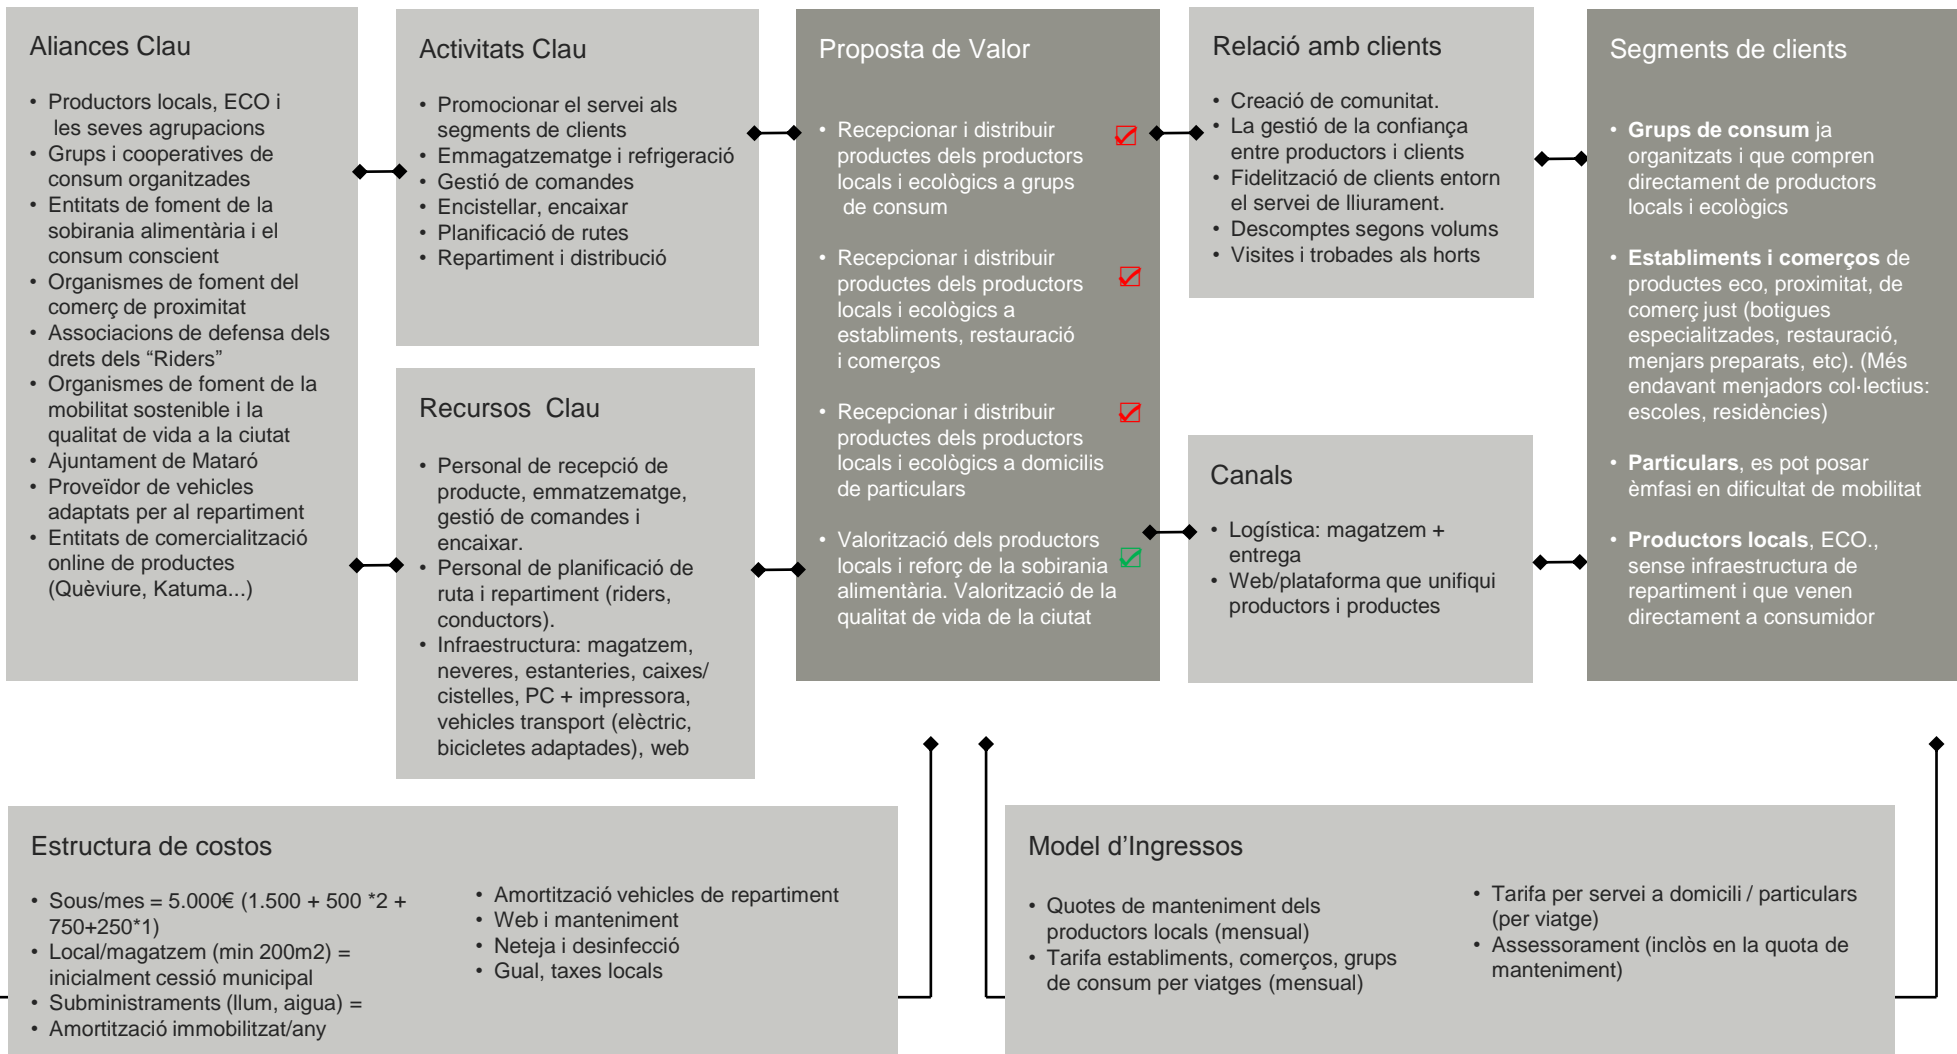 Aliances Clau
• Productors locals, ECO i
les seves agrupacions
• Grups i cooperatives de
consum organitzades
• Entitats de foment de la
sobirania alimentària i el
consum conscient
• Organismes de foment del
comerç de proximitat
• Associacions de defensa dels
drets dels “Riders”
• Organismes de foment de la
mobilitat sostenible i la
qualitat de vida a la ciutat
• Ajuntament de Mataró
• Proveïdor de vehicles
adaptats per al repartiment
• Entitats de comercialització
online de productes
(Quèviure, Katuma...)
Activitats Clau
• Promocionar el servei als
segments de clients
• Emmagatzematge i refrigeració
• Gestió de comandes
• Encistellar, encaixar
• Planificació de rutes
• Repartiment i distribució
Recursos Clau
• Personal de recepció de
producte, emmatzematge,
gestió de comandes i
encaixar.
• Personal de planificació de
ruta i repartiment (riders,
conductors).
• Infraestructura: magatzem,
neveres, estanteries, caixes/
cistelles, PC + impressora,
vehicles transport (elèctric,
bicicletes adaptades), web
Proposta de Valor
• Recepcionar i distribuir
productes dels productors
locals i ecològics a grups
de consum
• Recepcionar i distribuir
productes dels productors
locals i ecològics a
establiments, restauració
i comerços
• Recepcionar i distribuir
productes dels productors
locals i ecològics a domicilis
de particulars
• Valorització dels productors
locals i reforç de la sobirania
alimentària. Valorització de la
qualitat de vida de la ciutat
Relació amb clients
• Creació de comunitat.
• La gestió de la confiança
entre productors i clients
• Fidelització de clients entorn
el servei de lliurament.
• Descomptes segons volums
• Visites i trobades als horts
Canals
• Logística: magatzem +
entrega
• Web/plataforma que unifiqui
productors i productes
Segments de clients
• Grups de consum ja
organitzats i que compren
directament de productors
locals i ecològics
• Establiments i comerços de
productes eco, proximitat, de
comerç just (botigues
especialitzades, restauració,
menjars preparats, etc). (Més
endavant menjadors col·lectius:
escoles, residències)
• Particulars, es pot posar
èmfasi en dificultat de mobilitat
• Productors locals, ECO.,
sense infraestructura de
repartiment i que venen
directament a consumidor
Estructura de costos
• Sous/mes = 5.000€ (1.500 + 500 *2 +
750+250*1)
• Local/magatzem (min 200m2) =
inicialment cessió municipal
• Subministraments (llum, aigua) =
• Amortització immobilitzat/any
• Amortització vehicles de repartiment
• Web i manteniment
• Neteja i desinfecció
• Gual, taxes locals
Model d’Ingressos
• Quotes de manteniment dels
productors locals (mensual)
• Tarifa establiments, comerços, grups
de consum per viatges (mensual)
• Tarifa per servei a domicili / particulars
(per viatge)
• Assessorament (inclòs en la quota de
manteniment)